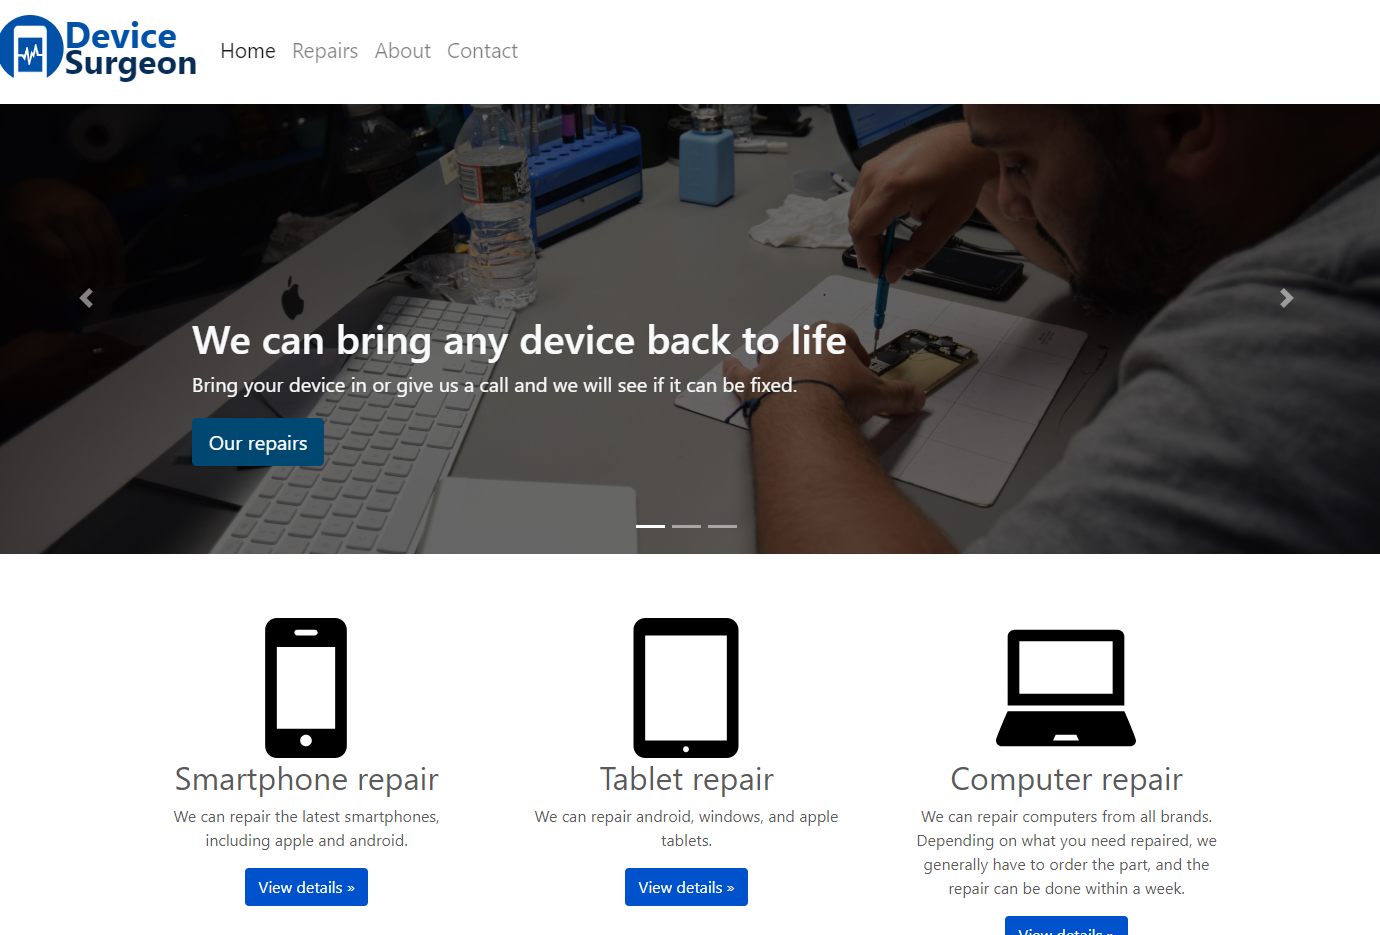 Device
Surgeon
Home Repairs About Contact
We can bring any device back to life
Bring your device in or give us a call and we will see if it can be fixed.
Our repairs
Smartphone repair
We can repair the latest smartphones,
including apple and android.
View details »
Tablet repair
We can repair android, windows, and apple
tablets.
View details »
Computer repair
We can repair computers from all brands.
Depending on what you need repaired, we
generally have to order the part, and the
repair can be done within a week.
View details »